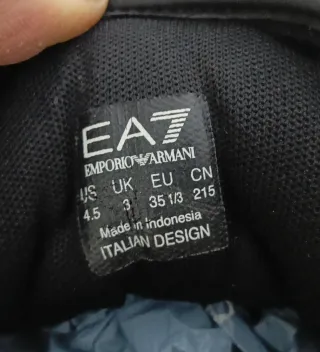 EA7
EMPORIO ARMANI
US UK EU CN
4.5 3 35 1/3 215
Made in Indonesia
ITALIAN DESIGN